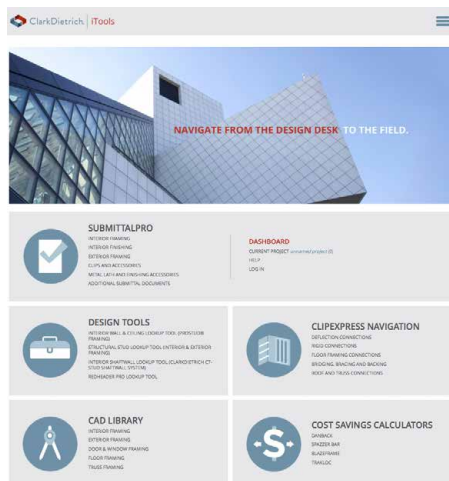 ClarkDietrich. iTools
NAVIGATE FROM THE DESIGN DESK TO THE FIELD.
SUBMITTALPRO
INTERIOR FRAMING
INTERIOR FINISHING
EXTERIOR FRAMING
CLIPS AND ACCESSORIES
METAL LATH AND FINISHING ACCESSORIES
ADDITIONAL SUBMITTAL DOCUMENTS
DASHBOARD
CURRENT PROJECT
HELP
LOG IN
DESIGN TOOLS
INTERIOR WALL & CEILING LOOKUP TOOL (PROSTUD®
FRAMING)
STRUCTURAL STUD LOOKUP TOOL (INTERIOR & EXTERIOR
FRAMING)
INTERIOR SHAFTWALL LOOKUP TOOL (CLARKDIETRICH CT-
STUD SHAFTWALL SYSTEM)
REDHEADER PRO LOOKUP TOOL
CLIPEXPRESS NAVIGATION
DEFLECTION CONNECTIONS
RIGID CONNECTIONS
FLOOR FRAMING CONNECTIONS
BRIDGING, BRACING AND BACKING
ROOF AND TRUSS CONNECTIONS
CAD LIBRARY
INTERIOR FRAMING
EXTERIOR FRAMING
DOOR & WINDOW FRAMING
FLOOR FRAMING
TRUSS FRAMING
COST SAVINGS CALCULATORS
DANBACK
SPAZZER BAR
BLAZEFRAME
TRAKLOC